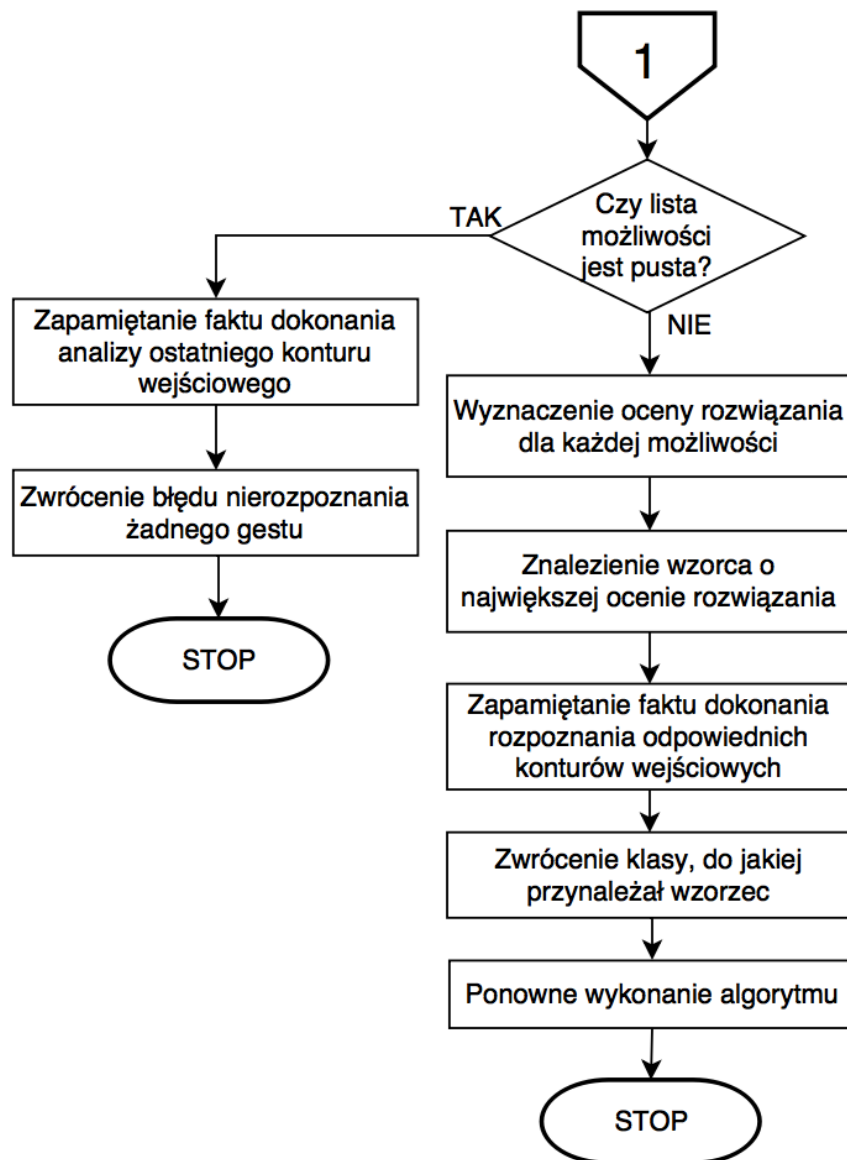 1
Czy lista
możliwości
jest pusta?
TAK
NIE
Zapamiętanie faktu dokonania
analizy ostatniego konturu
wejściowego
Zwrócenie błędu nierozpoznania
żadnego gestu
STOP
Wyznaczenie oceny rozwiązania
dla każdej możliwości
Znalezienie wzorca o
największej ocenie rozwiązania
Zapamiętanie faktu dokonania
rozpoznania odpowiednich
konturów wejściowych
Zwrócenie klasy, do jakiej
przynależał wzorzec
Ponowne wykonanie algorytmu
STOP